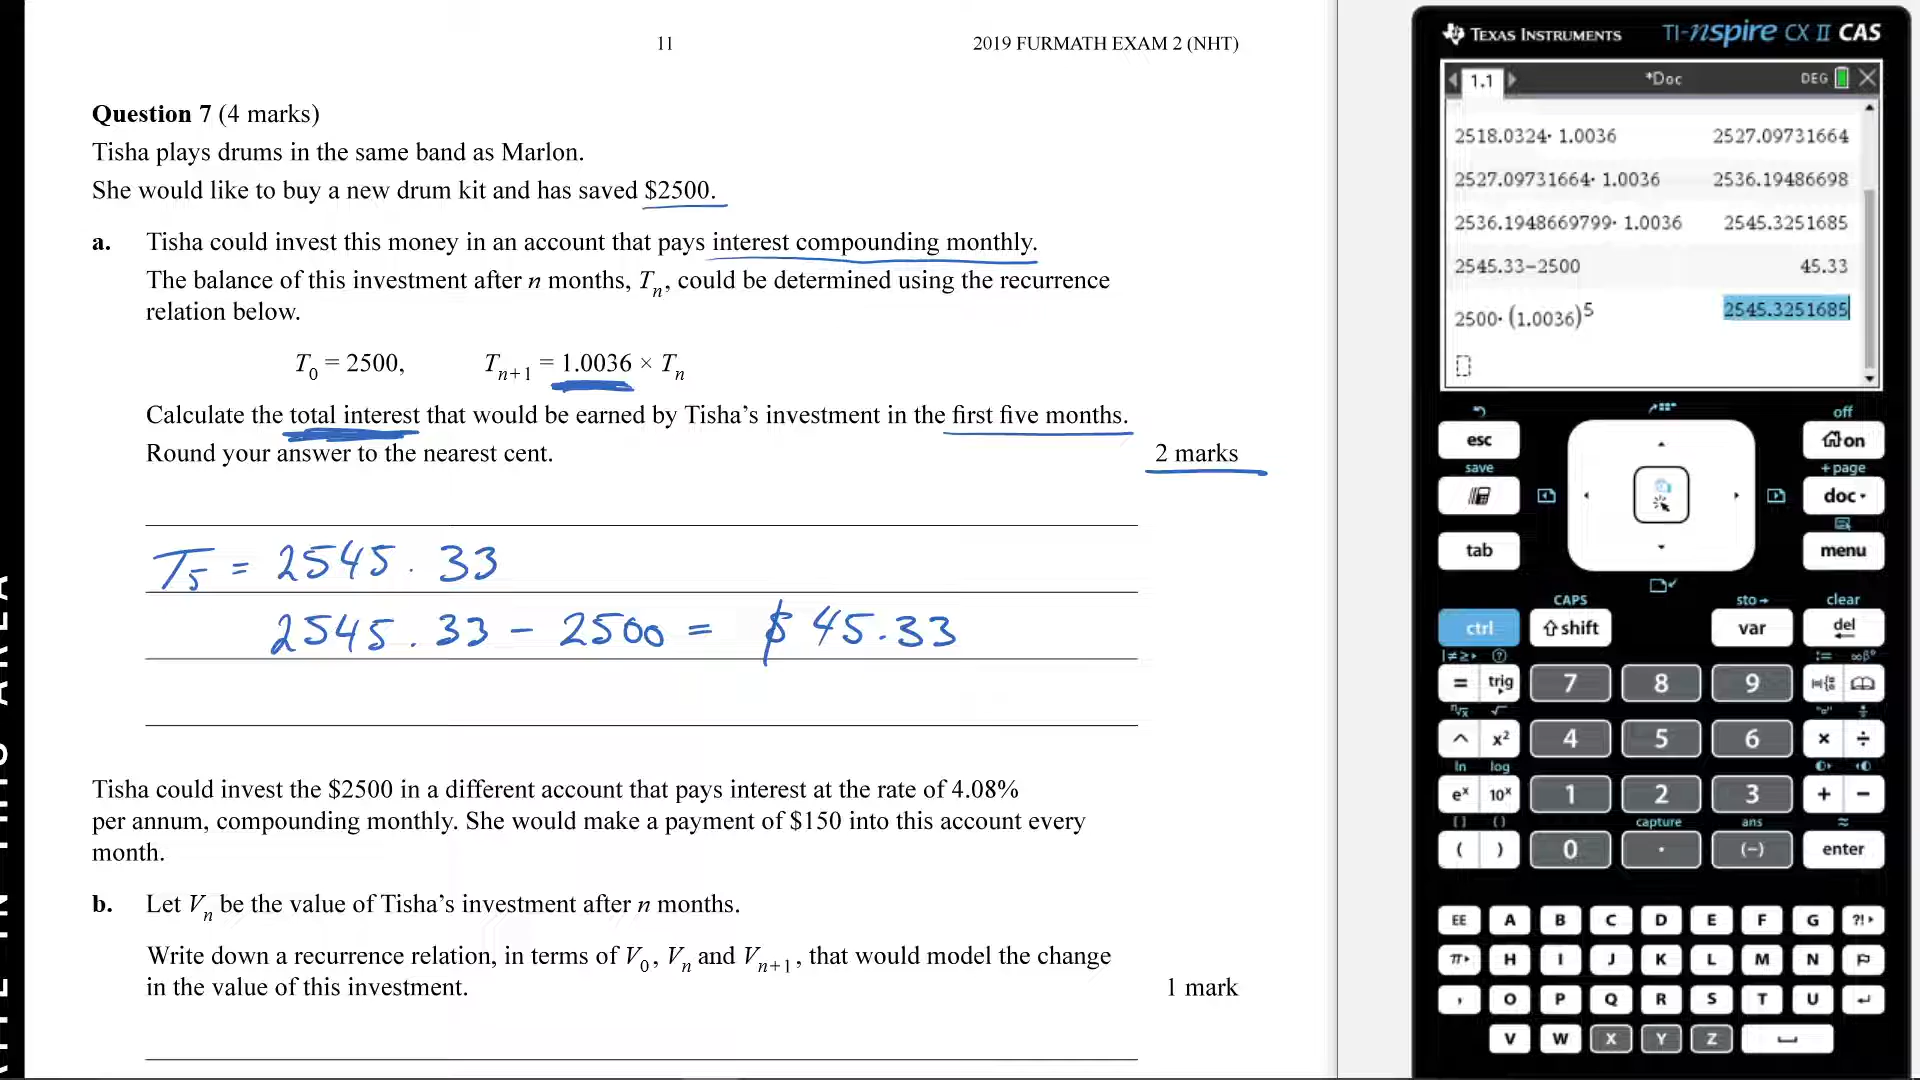 11
2019 FURMATH EXAM 2 (NHT)
Question 7 (4 marks)
Tisha plays drums in the same band as Marlon.
She would like to buy a new drum kit and has saved $2500.
a. Tisha could invest this money in an account that pays interest compounding monthly.
The balance of this investment after n months, Tn, could be determined using the recurrence
relation below.
T0 = 2500, Tn+1 = 1.0036 × Tn
Calculate the total interest that would be earned by Tisha’s investment in the first five months.
Round your answer to the nearest cent. 2 marks
T5 = 2545.33
2545.33 – 2500 = $45.33
Tisha could invest the $2500 in a different account that pays interest at the rate of 4.08%
per annum, compounding monthly. She would make a payment of $150 into this account every
month.
b. Let Vn be the value of Tisha’s investment after n months.
Write down a recurrence relation, in terms of V0, Vn and Vn+1, that would model the change
in the value of this investment. 1 mark
TEXAS INSTRUMENTS TI-nspire CX II CAS
1.1 *Doc DEG
2518.0324· 1.0036 2527.09731664
2527.09731664· 1.0036 2536.19486698
2536.1948669799· 1.0036 2545.3251685
2545.33−2500 45.33
2500· (1.0036)^5 2545.3251685
off
esc on
save + page
doc
tab menu
CAPS sto→ clear
ctrl shift var del
= trig 7 8 9
^ x² 4 5 6 × ÷
ln log
eˣ 10ˣ 1 2 3 + −
[ ] ( ) capture ans ≈
( ) 0 . (−) enter
EE A B C D E F G ?!
π H I J K L M N
, O P Q R S T U
V W X Y Z